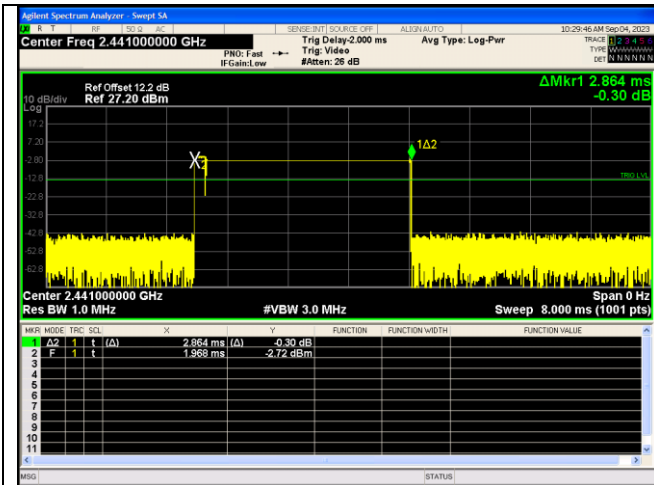 Agilent Spectrum Analyzer - Swept SA
R T RF 50 Ω AC SENSE:INT SOURCE OFF ALIGN AUTO 10:29:46 AM Sep 04, 2023
Center Freq 2.441000000 GHz
PNO: Fast
IFGain:Low
Trig Delay-2.000 ms
Trig: Video
#Atten: 26 dB
Avg Type: Log-Pwr
TRACE 1 2 3 4 5 6
TYPE WWWWWW
DET N N N N N N
ΔMkr1 2.864 ms
-0.30 dB
Ref Offset 12.2 dB
10 dB/div Ref 27.20 dBm
Log
17.2
7.20
1Δ2
-2.80
X2
-12.8
TRIG LVL
-22.8
-32.8
-42.8
-52.8
-62.8
Center 2.441000000 GHz Span 0 Hz
Res BW 1.0 MHz #VBW 3.0 MHz Sweep 8.000 ms (1001 pts)
MKR MODE TRC SCL X Y FUNCTION FUNCTION WIDTH FUNCTION VALUE
1 Δ2 1 t (Δ) 2.864 ms (Δ) -0.30 dB
2 F 1 t 1.968 ms -2.72 dBm
3
4
5
6
7
8
9
10
11
MSG STATUS